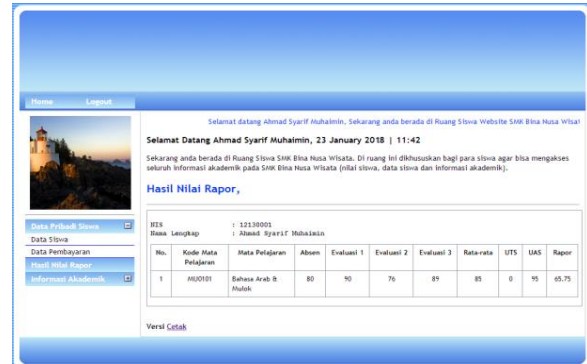 Home Logout
Selamat datang Ahmad Syarif Muhaimin, Sekarang anda berada di Ruang Siswa Website SMK Bina Nusa Wisat
Selamat Datang Ahmad Syarif Muhaimin, 23 January 2018 | 11:42
Sekarang anda berada di Ruang Siswa SMK Bina Nusa Wisata. Di ruang ini dikhususkan bagi para siswa agar bisa mengakses
seluruh informasi akademik pada SMK Bina Nusa Wisata (nilai siswa, data siswa dan informasi akademik).
Hasil Nilai Rapor,
Data Pribadi Siswa
Data Siswa
Data Pembayaran
Hasil Nilai Rapor
Informasi Akademik
NIS : 12130001
Nama Lengkap : Ahmad Syarif Muhaimin
No. Kode Mata Pelajaran Mata Pelajaran Absen Evaluasi 1 Evaluasi 2 Evaluasi 3 Rata-rata UTS UAS Rapor
1 MU0101 Bahasa Arab & Mulok 80 90 76 89 85 0 95 65.75
Versi Cetak